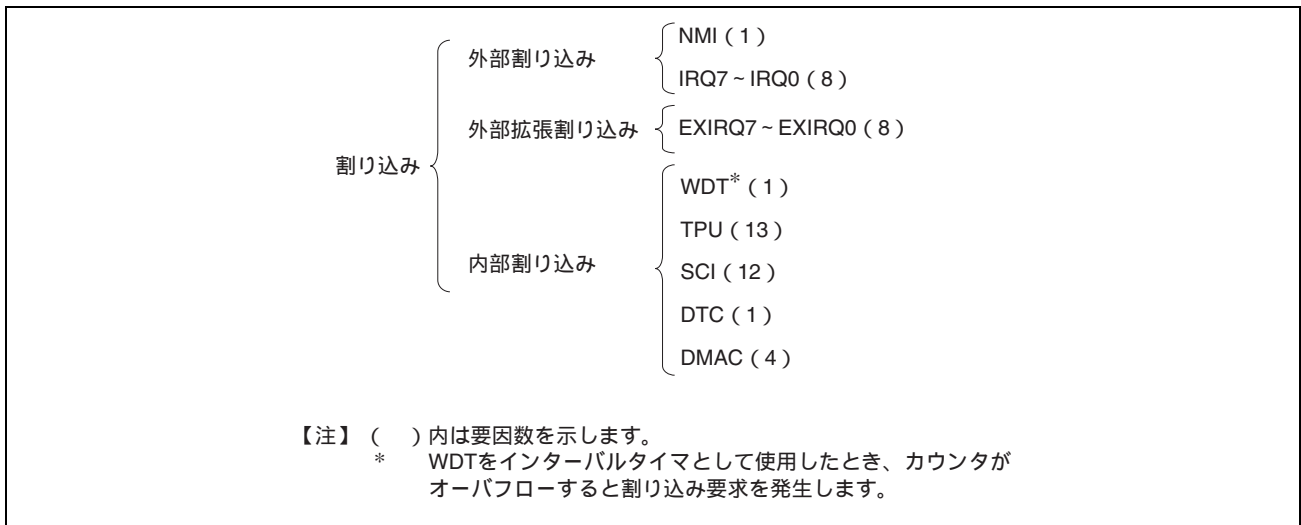 割り込み
外部割り込み
NMI(1)
IRQ7~IRQ0(8)
外部拡張割り込み
EXIRQ7~EXIRQ0(8)
内部割り込み
WDT*(1)
TPU(13)
SCI(12)
DTC(1)
DMAC(4)
【注】 (  )内は要因数を示します。
* WDTをインターバルタイマとして使用したとき、カウンタが
オーバフローすると割り込み要求を発生します。